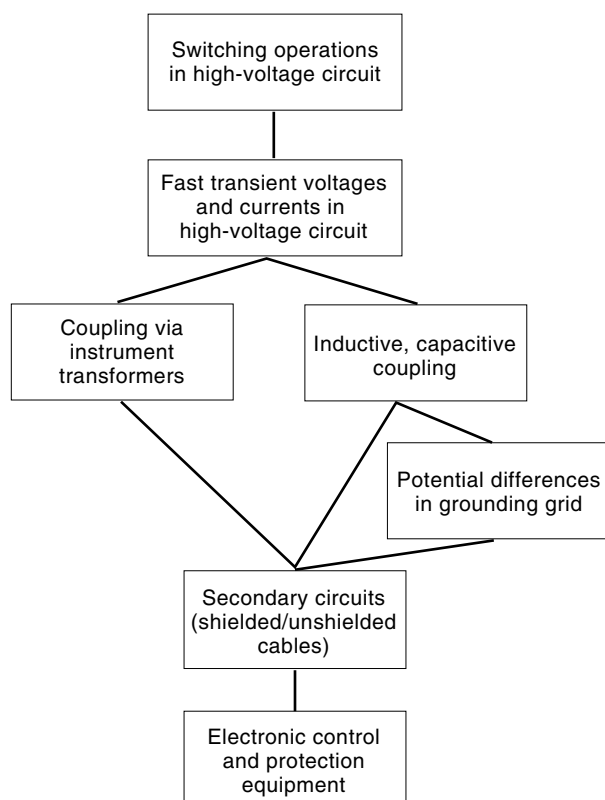 Switching operations
in high-voltage circuit
Fast transient voltages
and currents in
high-voltage circuit
Coupling via
instrument
transformers
Inductive, capacitive
coupling
Potential differences
in grounding grid
Secondary circuits
(shielded/unshielded
cables)
Electronic control
and protection
equipment